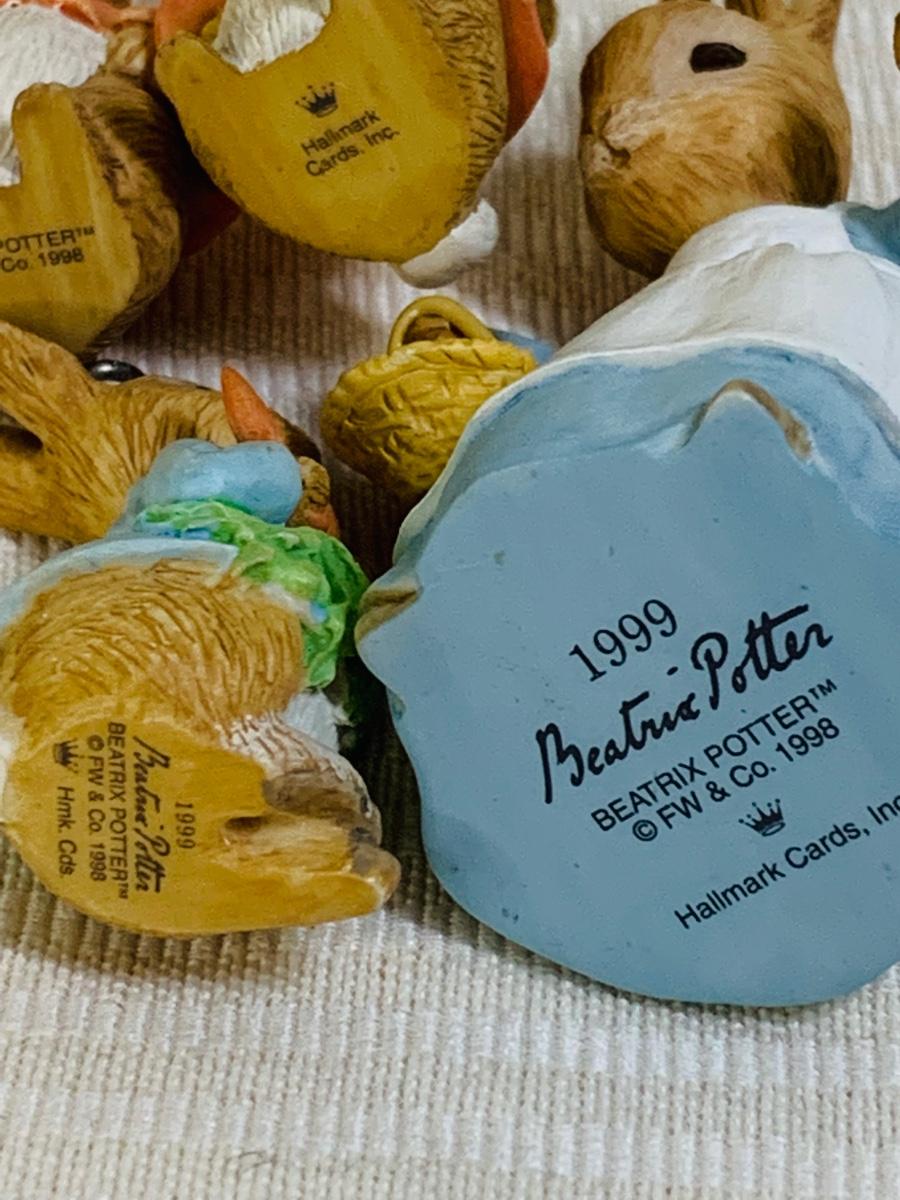 Hallmark
Cards, Inc.
POTTER™
Co. 1998
1999
Beatrix Potter
BEATRIX POTTER™
© FW & Co. 1998
Hallmark Cards, Inc
1999
Beatrix Potter
BEATRIX POTTER™
© FW & Co. 1998
Hmk. Cds.